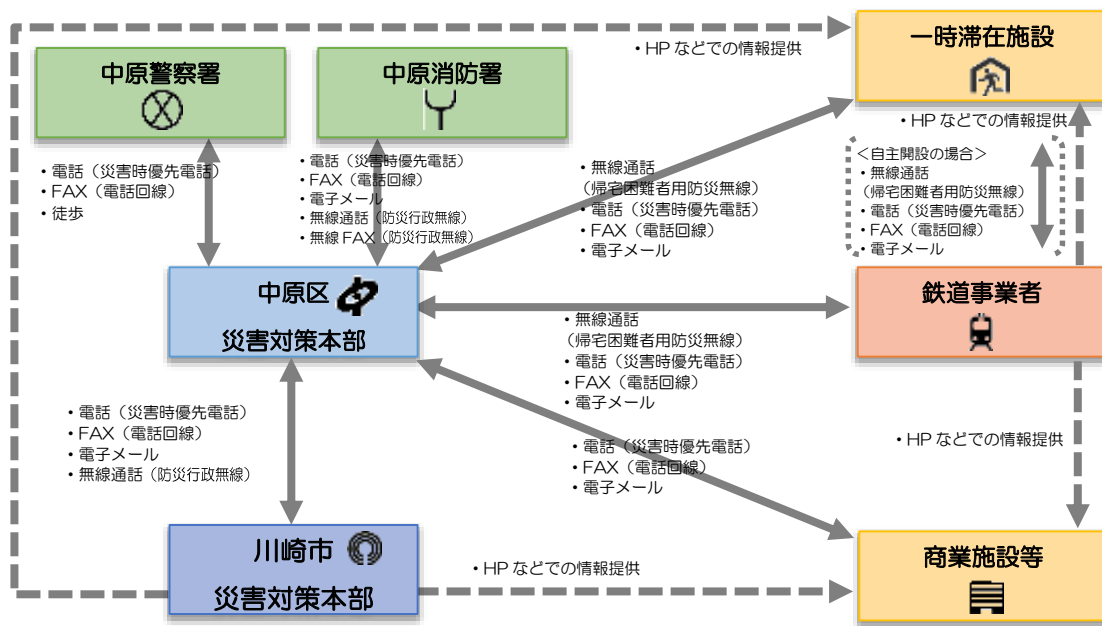 一時滞在施設
・HP などでの情報提供
中原警察署
中原消防署
・HP などでの情報提供
・電話（災害時優先電話）
・FAX（電話回線）
・徒歩
・電話（災害時優先電話）
・FAX（電話回線）
・電子メール
・無線通話（防災行政無線）
・無線 FAX（防災行政無線）
・無線通話
（帰宅困難者用防災無線）
・電話（災害時優先電話）
・FAX（電話回線）
・電子メール
＜自主開設の場合＞
・無線通話
（帰宅困難者用防災無線）
・電話（災害時優先電話）
・FAX（電話回線）
・電子メール
中原区
災害対策本部
鉄道事業者
・無線通話
（帰宅困難者用防災無線）
・電話（災害時優先電話）
・FAX（電話回線）
・電子メール
・電話（災害時優先電話）
・FAX（電話回線）
・電子メール
・無線通話（防災行政無線）
・電話（災害時優先電話）
・FAX（電話回線）
・電子メール
・HP などでの情報提供
川崎市
災害対策本部
・HP などでの情報提供
商業施設等